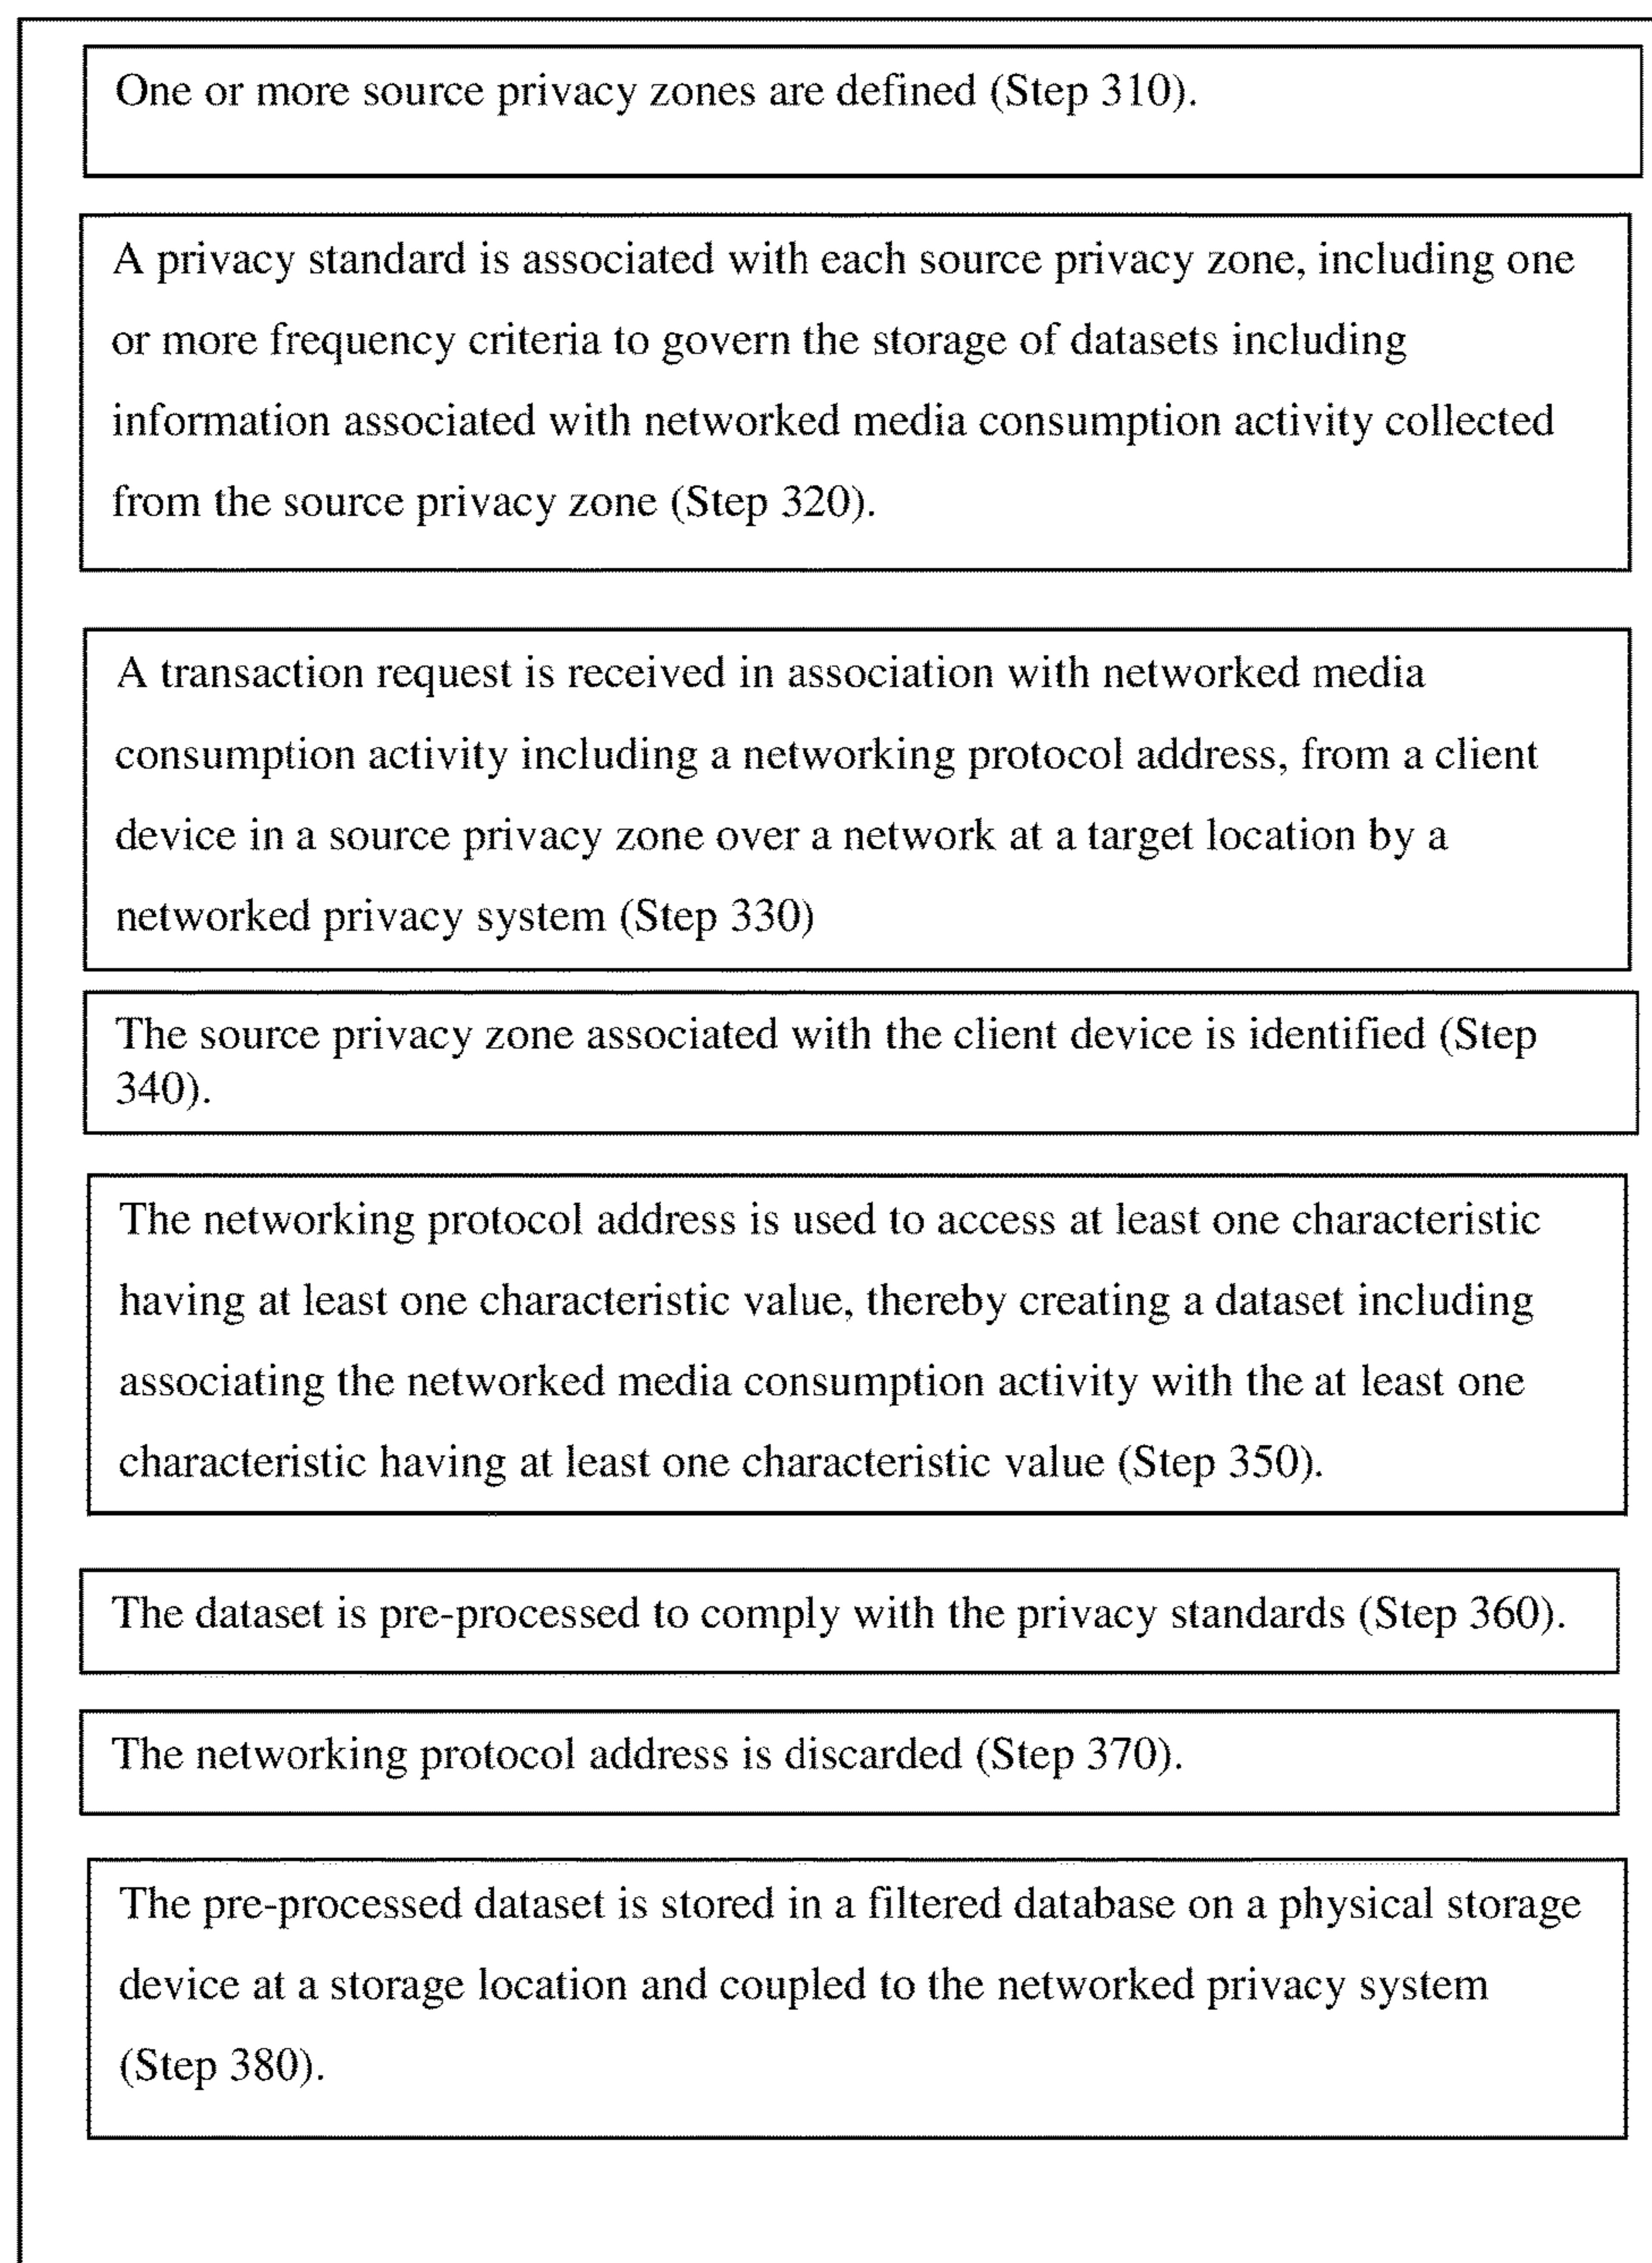 One or more source privacy zones are defined (Step 310).
A privacy standard is associated with each source privacy zone, including one
or more frequency criteria to govern the storage of datasets including
information associated with networked media consumption activity collected
from the source privacy zone (Step 320).
A transaction request is received in association with networked media
consumption activity including a networking protocol address, from a client
device in a source privacy zone over a network at a target location by a
networked privacy system (Step 330)
The source privacy zone associated with the client device is identified (Step
340).
The networking protocol address is used to access at least one characteristic
having at least one characteristic value, thereby creating a dataset including
associating the networked media consumption activity with the at least one
characteristic having at least one characteristic value (Step 350).
The dataset is pre-processed to comply with the privacy standards (Step 360).
The networking protocol address is discarded (Step 370).
The pre-processed dataset is stored in a filtered database on a physical storage
device at a storage location and coupled to the networked privacy system
(Step 380).